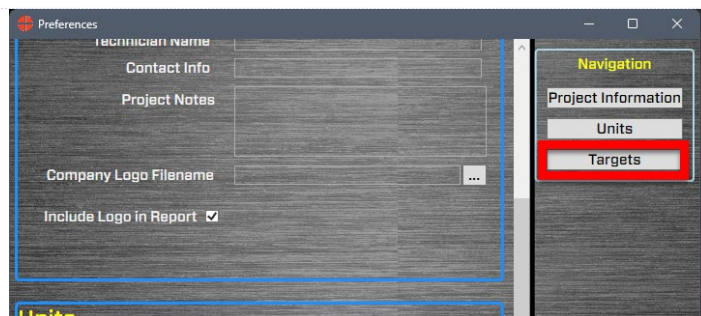 Preferences
Technician Name
Contact Info
Project Notes
Company Logo Filename
...
Include Logo in Report
Units
Navigation
Project Information
Units
Targets